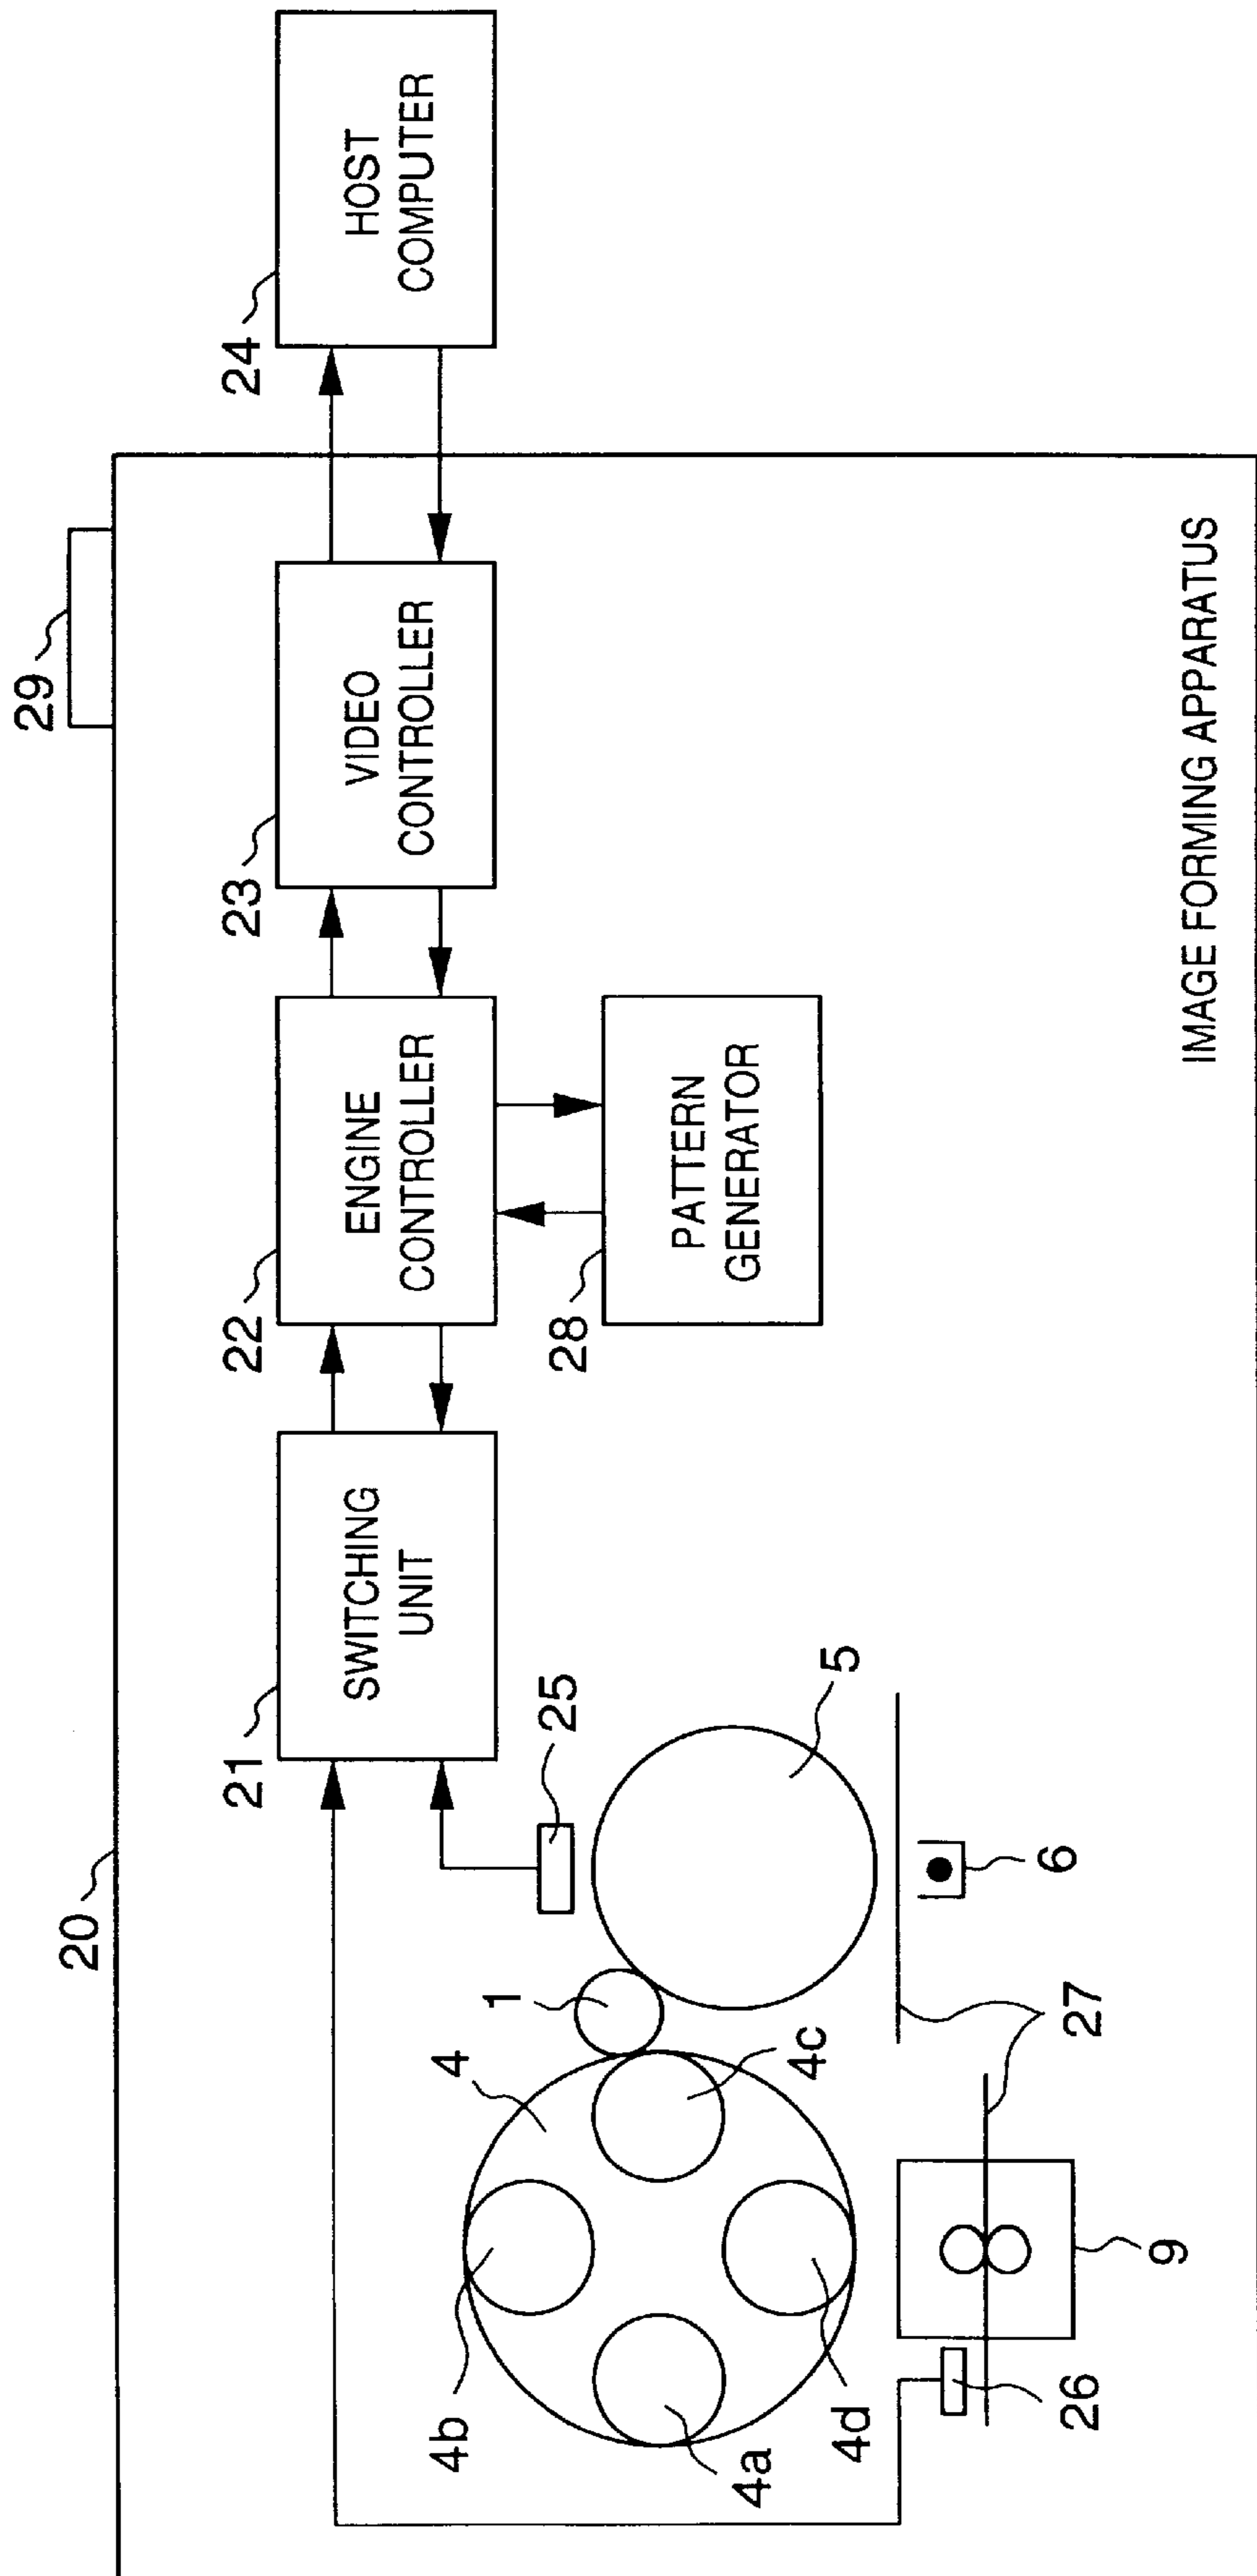 29
20
24
HOST
COMPUTER
23
VIDEO
CONTROLLER
22
ENGINE
CONTROLLER
21
SWITCHING
UNIT
28
PATTERN
GENERATOR
25
5
1
4
4c
4b
4a
4d
6
27
9
26
IMAGE FORMING APPARATUS